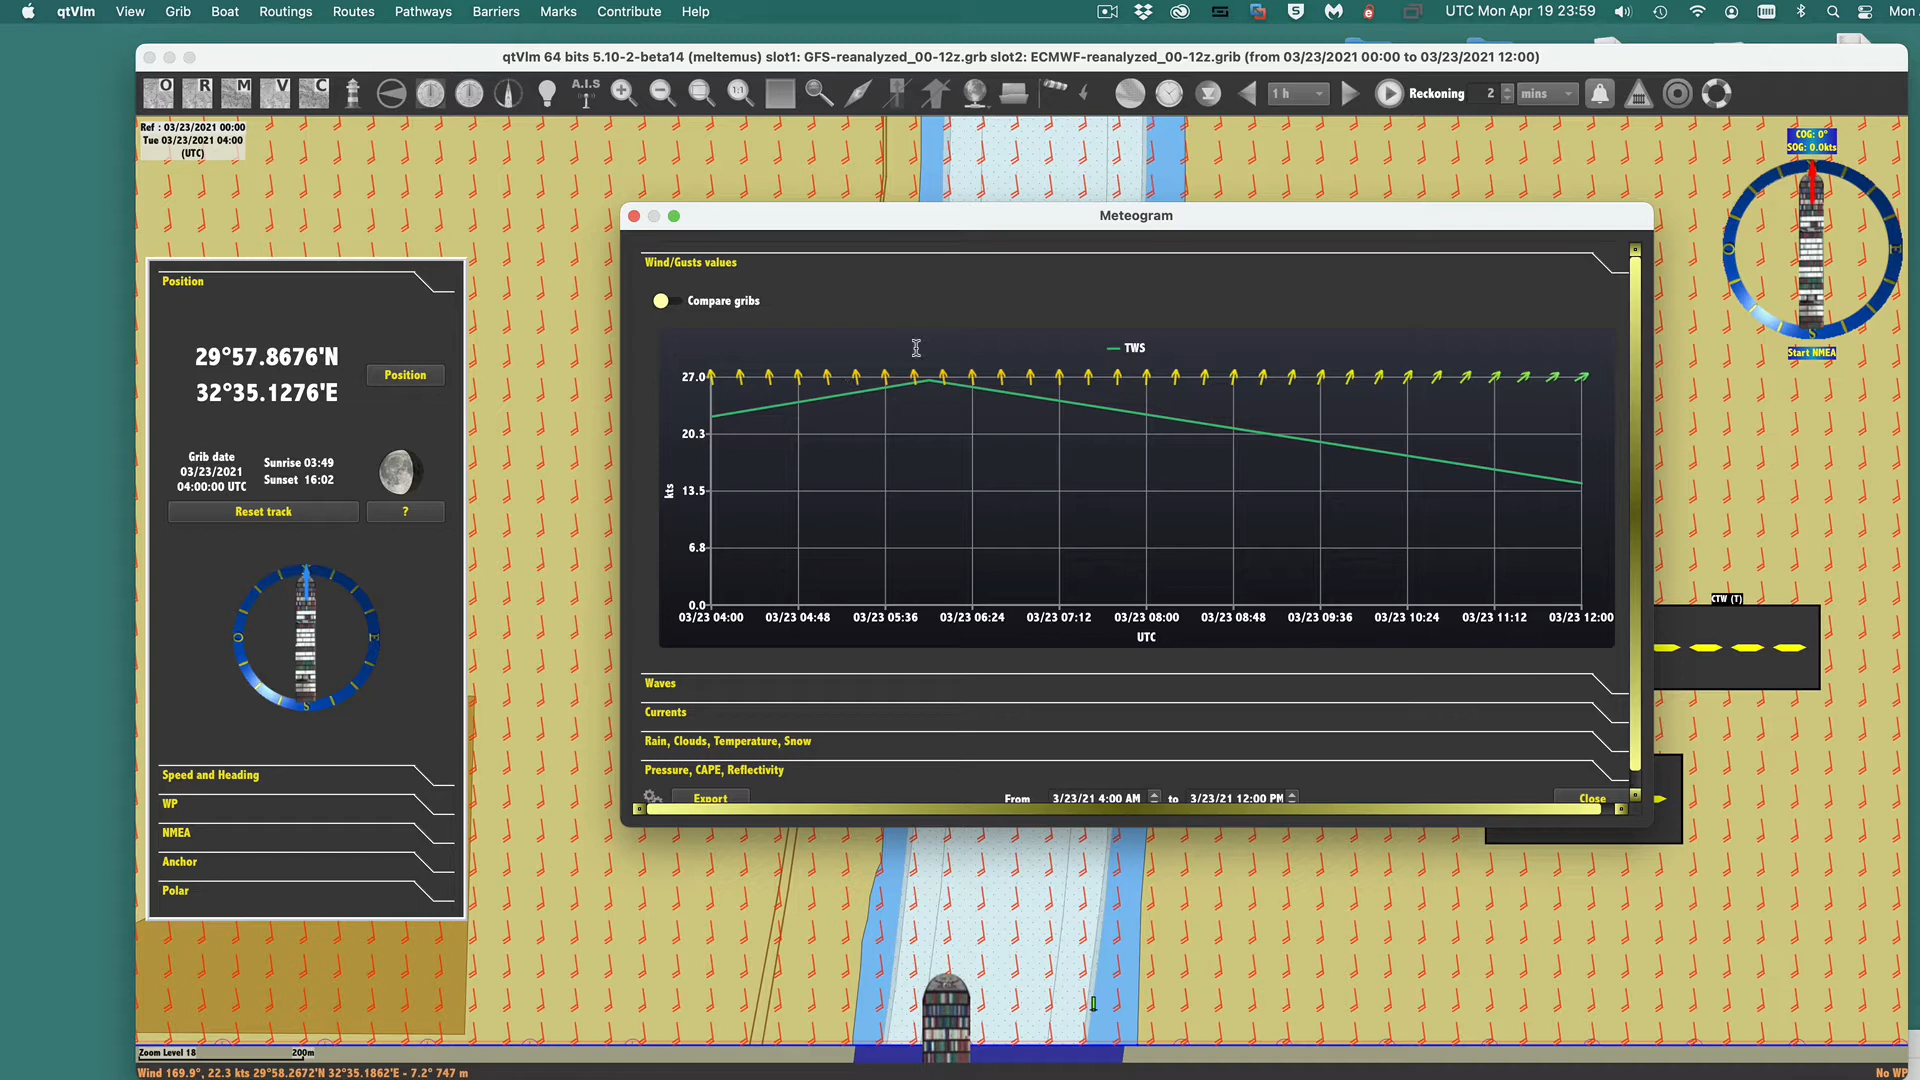 qtVlm View Grib Boat Routings Routes Pathways Barriers Marks Contribute Help UTC Mon Apr 19 23:59 Mon
qtVlm 64 bits 5.10-2-beta14 (meltemus) slot1: GFS-reanalyzed_00-12z.grb slot2: ECMWF-reanalyzed_00-12z.grib (from 03/23/2021 00:00 to 03/23/2021 12:00)
O R M V C A.I.S 1:1 1 h Reckoning 2 mins
Ref : 03/23/2021 00:00
Tue 03/23/2021 04:00
(UTC)
COG: 0°
SOG: 0.0kts
O E
S
Start NMEA
Position
29°57.8676'N
32°35.1276'E
Position
Grib date
03/23/2021
04:00:00 UTC
Sunrise 03:49
Sunset 16:02
Reset track ?
O E
S
Speed and Heading
WP
NMEA
Anchor
Polar
Meteogram
Wind/Gusts values
Compare gribs
TWS
27.0
20.3
13.5
6.8
0.0
kts
03/23 04:00 03/23 04:48 03/23 05:36 03/23 06:24 03/23 07:12 03/23 08:00 03/23 08:48 03/23 09:36 03/23 10:24 03/23 11:12 03/23 12:00
UTC
Waves
Currents
Rain, Clouds, Temperature, Snow
Pressure, CAPE, Reflectivity
Export From 3/23/21 4:00 AM to 3/23/21 12:00 PM Close
CTW (T)
Zoom Level 18 200m
Wind 169.9°, 22.3 kts 29°58.2672'N 32°35.1862'E - 7.2° 747 m
No WP